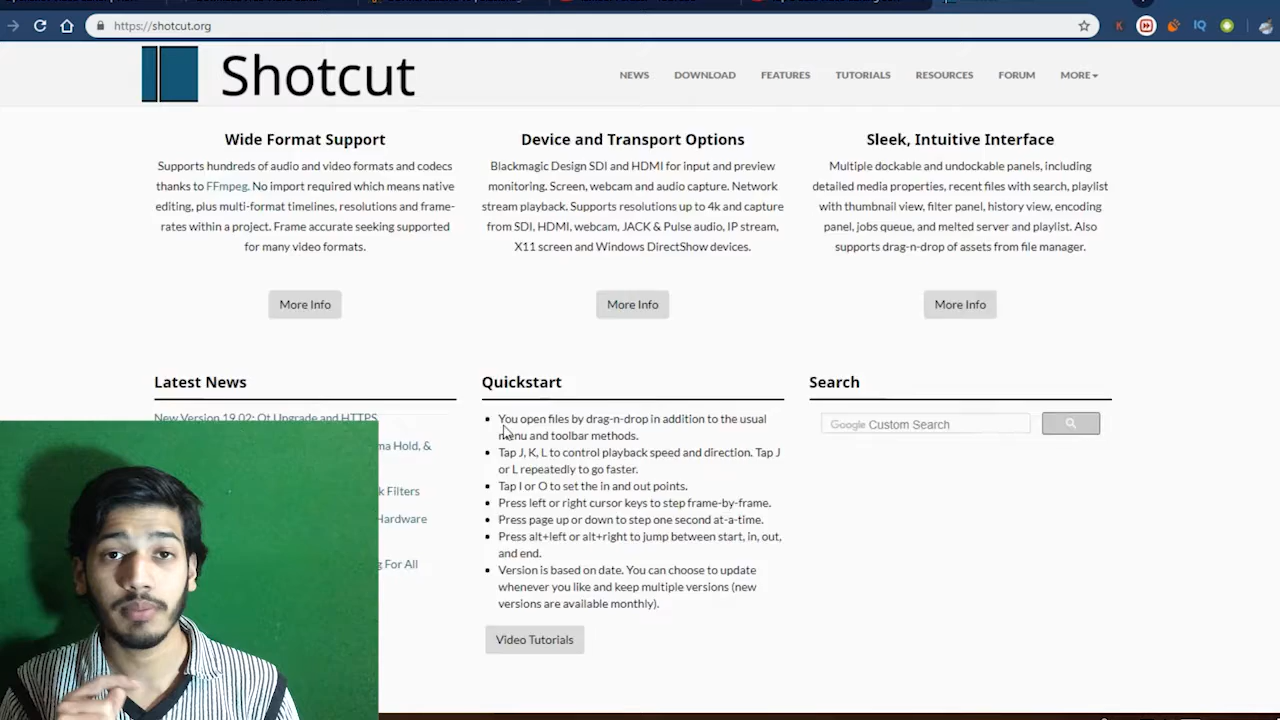 https://shotcut.org
Shotcut
NEWS
DOWNLOAD
FEATURES
TUTORIALS
RESOURCES
FORUM
MORE
Wide Format Support
Supports hundreds of audio and video formats and codecs
thanks to FFmpeg. No import required which means native
editing, plus multi-format timelines, resolutions and frame-
rates within a project. Frame accurate seeking supported
for many video formats.
More Info
Device and Transport Options
Blackmagic Design SDI and HDMI for input and preview
monitoring. Screen, webcam and audio capture. Network
stream playback. Supports resolutions up to 4k and capture
from SDI, HDMI, webcam, JACK & Pulse audio, IP stream,
X11 screen and Windows DirectShow devices.
More Info
Sleek, Intuitive Interface
Multiple dockable and undockable panels, including
detailed media properties, recent files with search, playlist
with thumbnail view, filter panel, history view, encoding
panel, jobs queue, and melted server and playlist. Also
supports drag-n-drop of assets from file manager.
More Info
Latest News
New Version 19.02: Qt Upgrade and HTTPS
Hold, &
Filters
Hardware
For All
Quickstart
You open files by drag-n-drop in addition to the usual
menu and toolbar methods.
Tap J, K, L to control playback speed and direction. Tap J
or L repeatedly to go faster.
Tap I or O to set the in and out points.
Press left or right cursor keys to step frame-by-frame.
Press page up or down to step one second at-a-time.
Press alt+left or alt+right to jump between start, in, out,
and end.
Version is based on date. You can choose to update
whenever you like and keep multiple versions (new
versions are available monthly).
Video Tutorials
Search
Google Custom Search